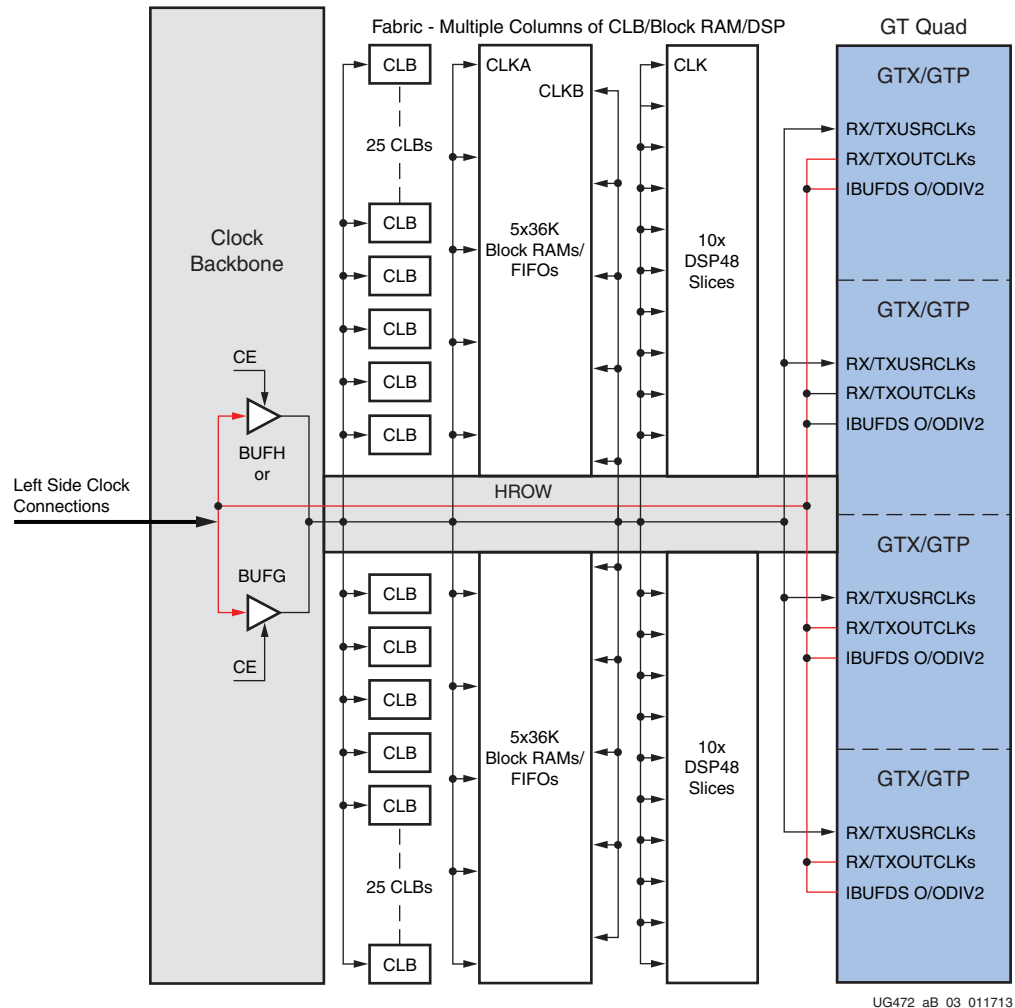 Fabric - Multiple Columns of CLB/Block RAM/DSP
GT Quad
Clock
Backbone
CE
BUFH
or
BUFG
CE
Left Side Clock
Connections
CLB
25 CLBs
CLB
CLB
CLB
CLB
CLB
CLKA
CLKB
5x36K
Block RAMs/
FIFOs
CLK
10x
DSP48
Slices
HROW
CLB
CLB
CLB
CLB
CLB
25 CLBs
CLB
5x36K
Block RAMs/
FIFOs
10x
DSP48
Slices
GTX/GTP
RX/TXUSRCLKs
RX/TXOUTCLKs
IBUFDS O/ODIV2
GTX/GTP
RX/TXUSRCLKs
RX/TXOUTCLKs
IBUFDS O/ODIV2
GTX/GTP
RX/TXUSRCLKs
RX/TXOUTCLKs
IBUFDS O/ODIV2
GTX/GTP
RX/TXUSRCLKs
RX/TXOUTCLKs
IBUFDS O/ODIV2
UG472_aB_03_011713